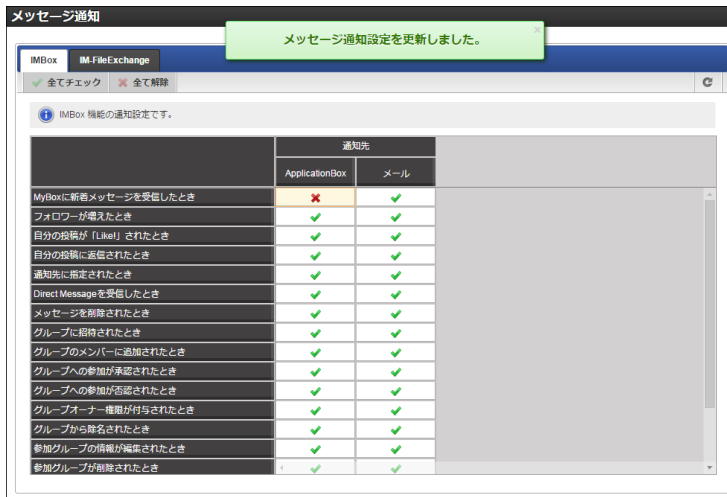 メッセージ通知
メッセージ通知設定を更新しました。
IMBox IM-FileExchange
全てチェック 全て解除
IMBox 機能の通知設定です。
通知先
ApplicationBox メール
MyBoxに新着メッセージを受信したとき
フォロワーが増えたとき
自分の投稿が「Like!」されたとき
自分の投稿に返信されたとき
通知先に指定されたとき
Direct Messageを受信したとき
メッセージを削除されたとき
グループに招待されたとき
グループのメンバーに追加されたとき
グループへの参加が承認されたとき
グループへの参加が否認されたとき
グループオーナー権限が付与されたとき
グループから除名されたとき
参加グループの情報が編集されたとき
参加グループが削除されたとき